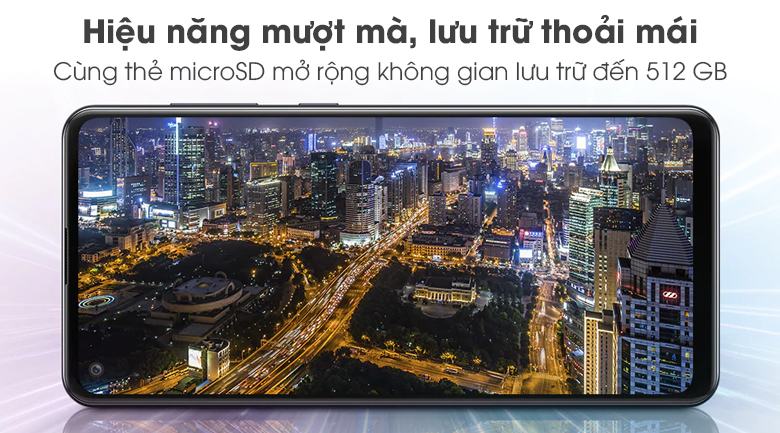 Hiệu năng mượt mà, lưu trữ thoải mái
Cùng thẻ microSD mở rộng không gian lưu trữ đến 512 GB